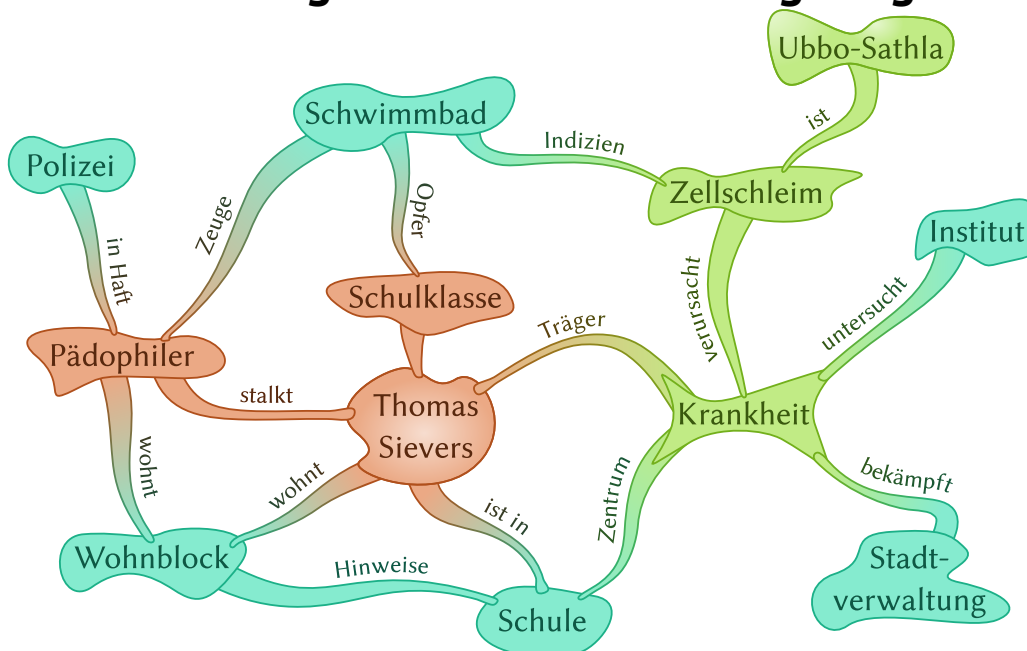 Ubbo-Sathla
ist
Schwimmbad
Indizien
Polizei
Zellschleim
Zeuge
Opfer
Institut
in Haft
Schulklasse
verursacht
untersucht
Träger
Pädophiler
stalkt
Thomas
Sievers
Krankheit
wohnt
wohnt
ist in
Zentrum
bekämpft
Wohnblock
Hinweise
Stadt-
verwaltung
Schule